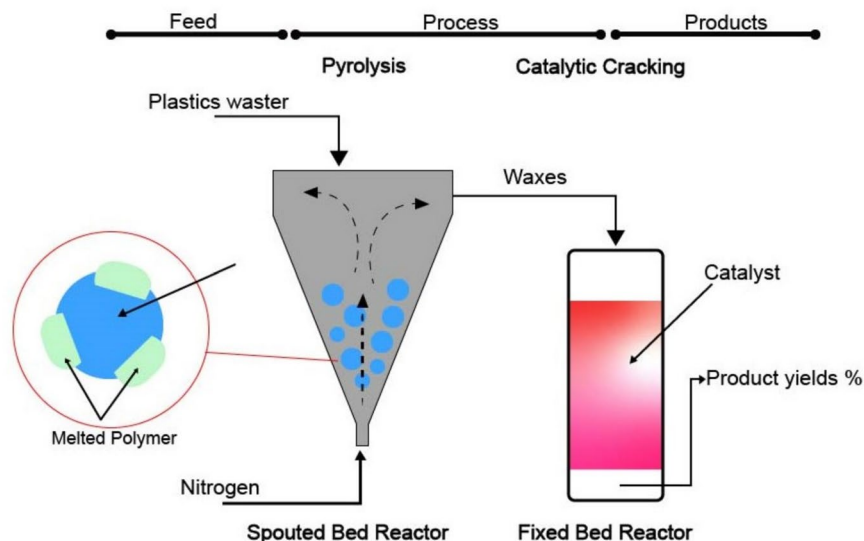 Feed
Process
Products
Pyrolysis
Catalytic Cracking
Plastics waster
Waxes
Catalyst
Product yields %
Melted Polymer
Nitrogen
Spouted Bed Reactor
Fixed Bed Reactor